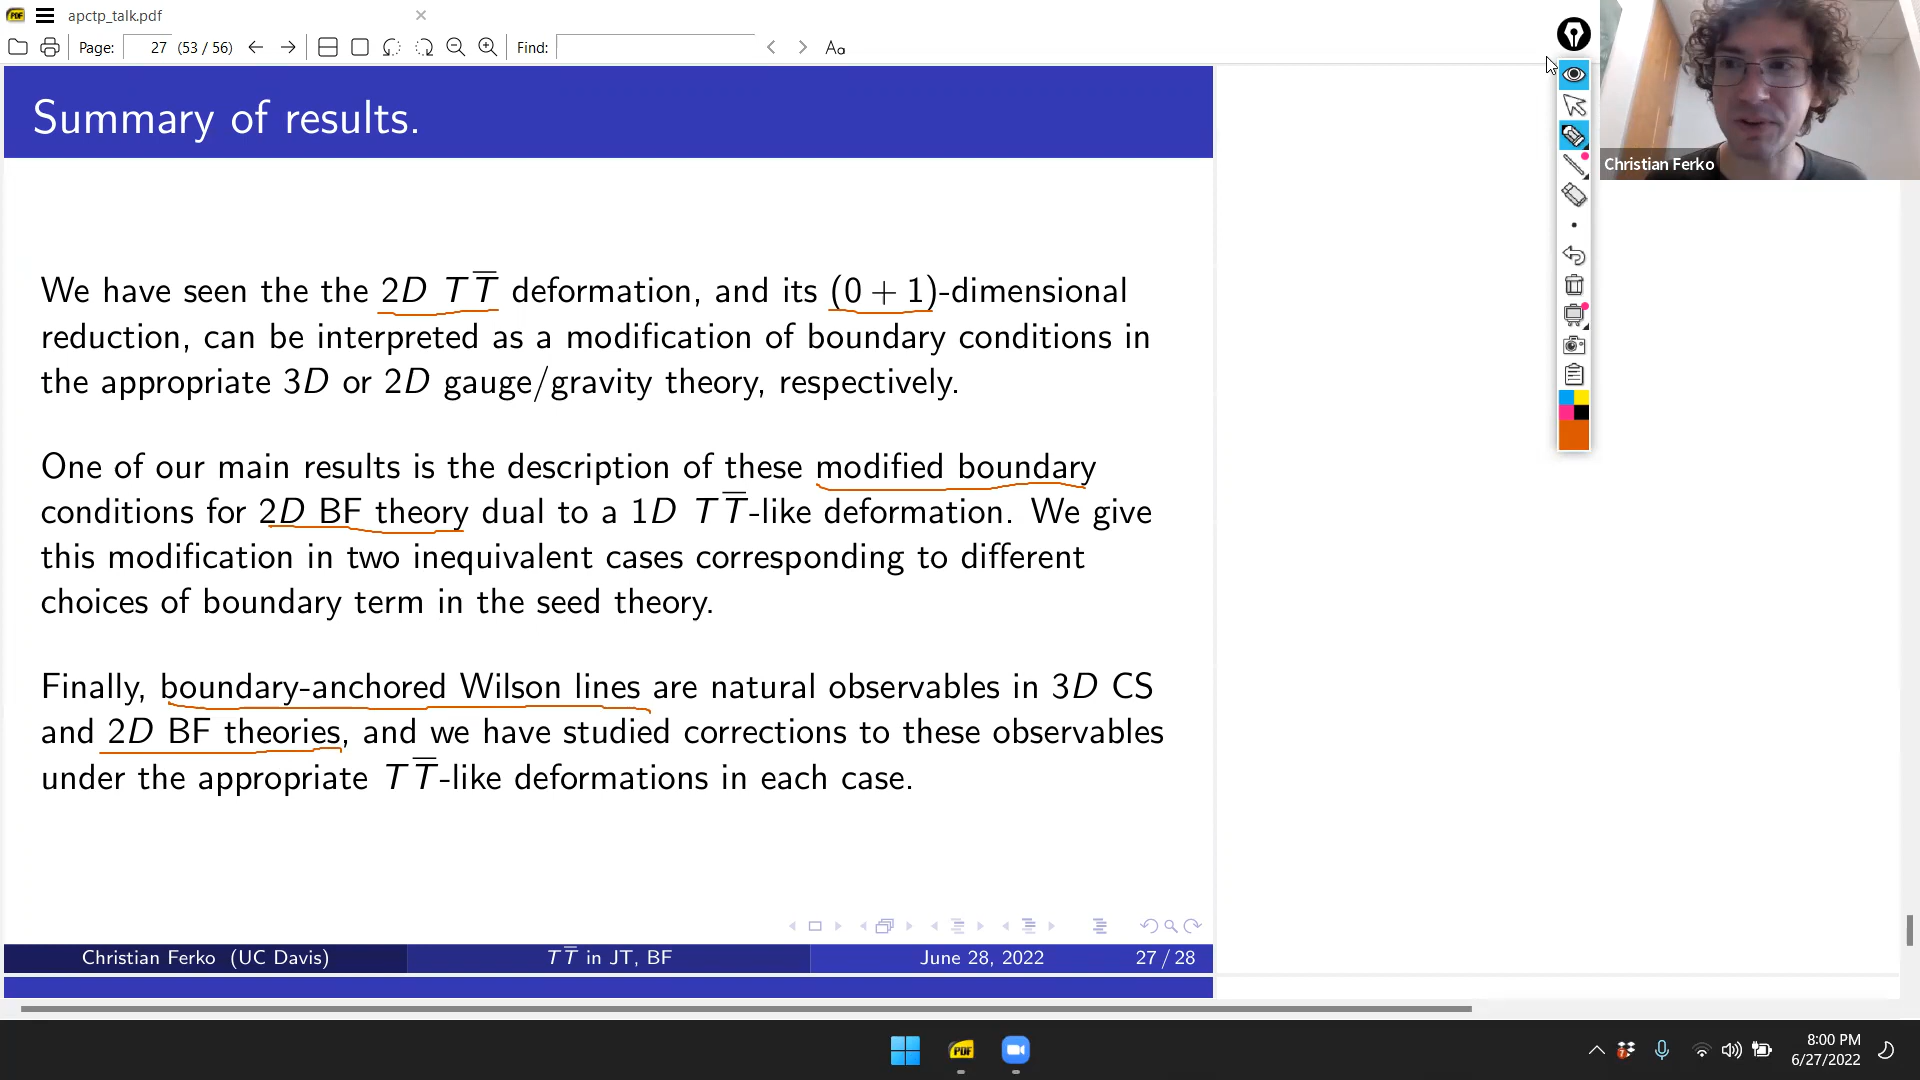 apctp_talk.pdf
Page: 27 (53 / 56) Find: Aa
Summary of results.
Christian Ferko
We have seen the the 2D TT̅ deformation, and its (0 + 1)-dimensional
reduction, can be interpreted as a modification of boundary conditions in
the appropriate 3D or 2D gauge/gravity theory, respectively.
One of our main results is the description of these modified boundary
conditions for 2D BF theory dual to a 1D TT̅-like deformation. We give
this modification in two inequivalent cases corresponding to different
choices of boundary term in the seed theory.
Finally, boundary-anchored Wilson lines are natural observables in 3D CS
and 2D BF theories, and we have studied corrections to these observables
under the appropriate TT̅-like deformations in each case.
Christian Ferko (UC Davis) TT̅ in JT, BF June 28, 2022 27 / 28
PDF
8:00 PM
6/27/2022